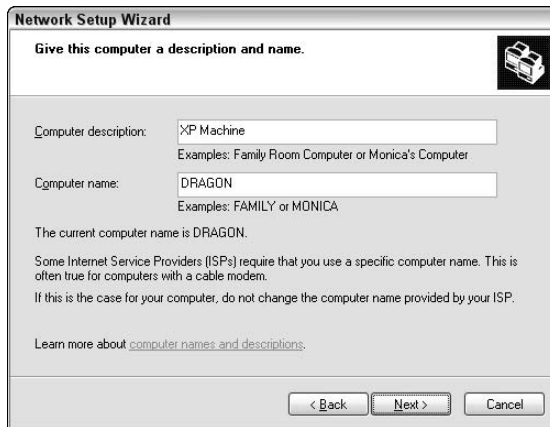 Network Setup Wizard
Give this computer a description and name.
Computer description: XP Machine
Examples: Family Room Computer or Monica's Computer
Computer name: DRAGON
Examples: FAMILY or MONICA
The current computer name is DRAGON.
Some Internet Service Providers (ISPs) require that you use a specific computer name. This is
often true for computers with a cable modem.
If this is the case for your computer, do not change the computer name provided by your ISP.
Learn more about computer names and descriptions.
< Back Next > Cancel